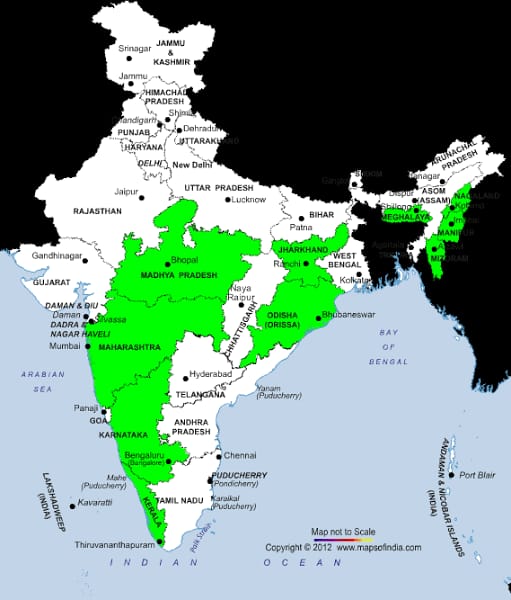 Srinagar
JAMMU
&
KASHMIR
Jammu
HIMACHAL
PRADESH
Shimla
Chandigarh
Dehradun
PUNJAB
UTTARAKHAND
HARYANA
DELHI
New Delhi
ARUNACHAL
PRADESH
Jaipur
UTTAR PRADESH
Lucknow
RAJASTHAN
SIKKIM
Itanagar
Dispur
ASOM
(ASSAM)
NAGALAND
Shillong
MEGHALAYA
BIHAR
Patna
Imphal
MANIPUR
Gandhinagar
Bhopal
MADHYA PRADESH
JHARKHAND
Ranchi
WEST
BENGAL
Kolkata
MIZORAM
GUJARAT
DAMAN & DIU
Daman
Silvassa
DADRA &
NAGAR HAVELI
Naya
Raipur
CHHATTISGARH
ODISHA
(ORISSA)
Bhubaneswar
Mumbai
MAHARASHTRA
BAY
OF
BENGAL
ARABIAN
SEA
Hyderabad
TELANGANA
Yanam
(Puducherry)
Panaji
GOA
KARNATAKA
ANDHRA
PRADESH
Bengaluru
(Bangalore)
Chennai
PUDUCHERRY
(Pondicherry)
Mahe
(Puducherry)
Karaikal
(Puducherry)
TAMIL NADU
KERALA
LAKSHADWEEP
(INDIA)
Kavaratti
Port Blair
ANDAMAN & NICOBAR ISLANDS
(INDIA)
Thiruvananthapuram
Palk Strait
Map not to Scale
Copyright © 2012 www.mapsofindia.com
INDIAN OCEAN